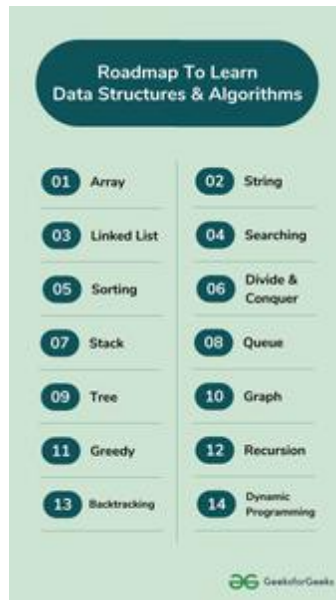 Roadmap To Learn
Data Structures & Algorithms
01 Array
02 String
03 Linked List
04 Searching
05 Sorting
06 Divide &
Conquer
07 Stack
08 Queue
09 Tree
10 Graph
11 Greedy
12 Recursion
13 Backtracking
14 Dynamic
Programming
GeeksforGeeks